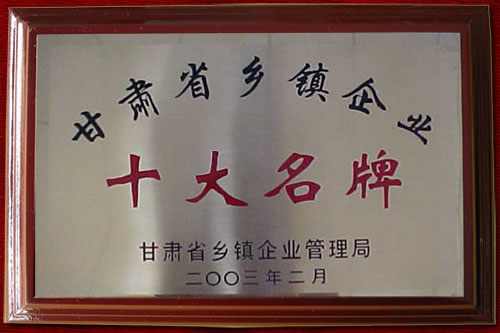 甘肃省乡镇企业
十大名牌
甘肃省乡镇企业管理局
二〇〇三年二月